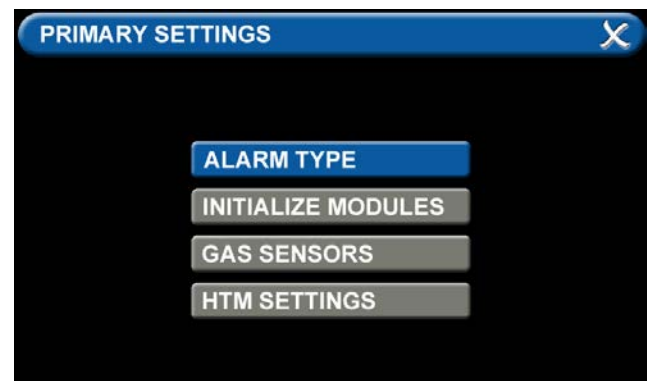 PRIMARY SETTINGS
ALARM TYPE
INITIALIZE MODULES
GAS SENSORS
HTM SETTINGS